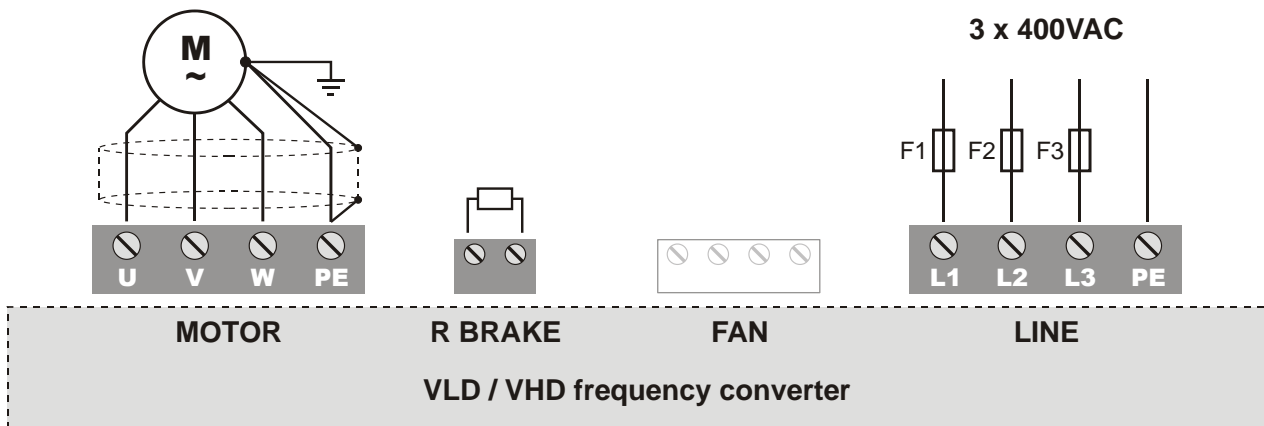 3 x 400VAC
M
~
F1 F2 F3
U V W PE
L1 L2 L3 PE
MOTOR R BRAKE FAN LINE
VLD / VHD frequency converter